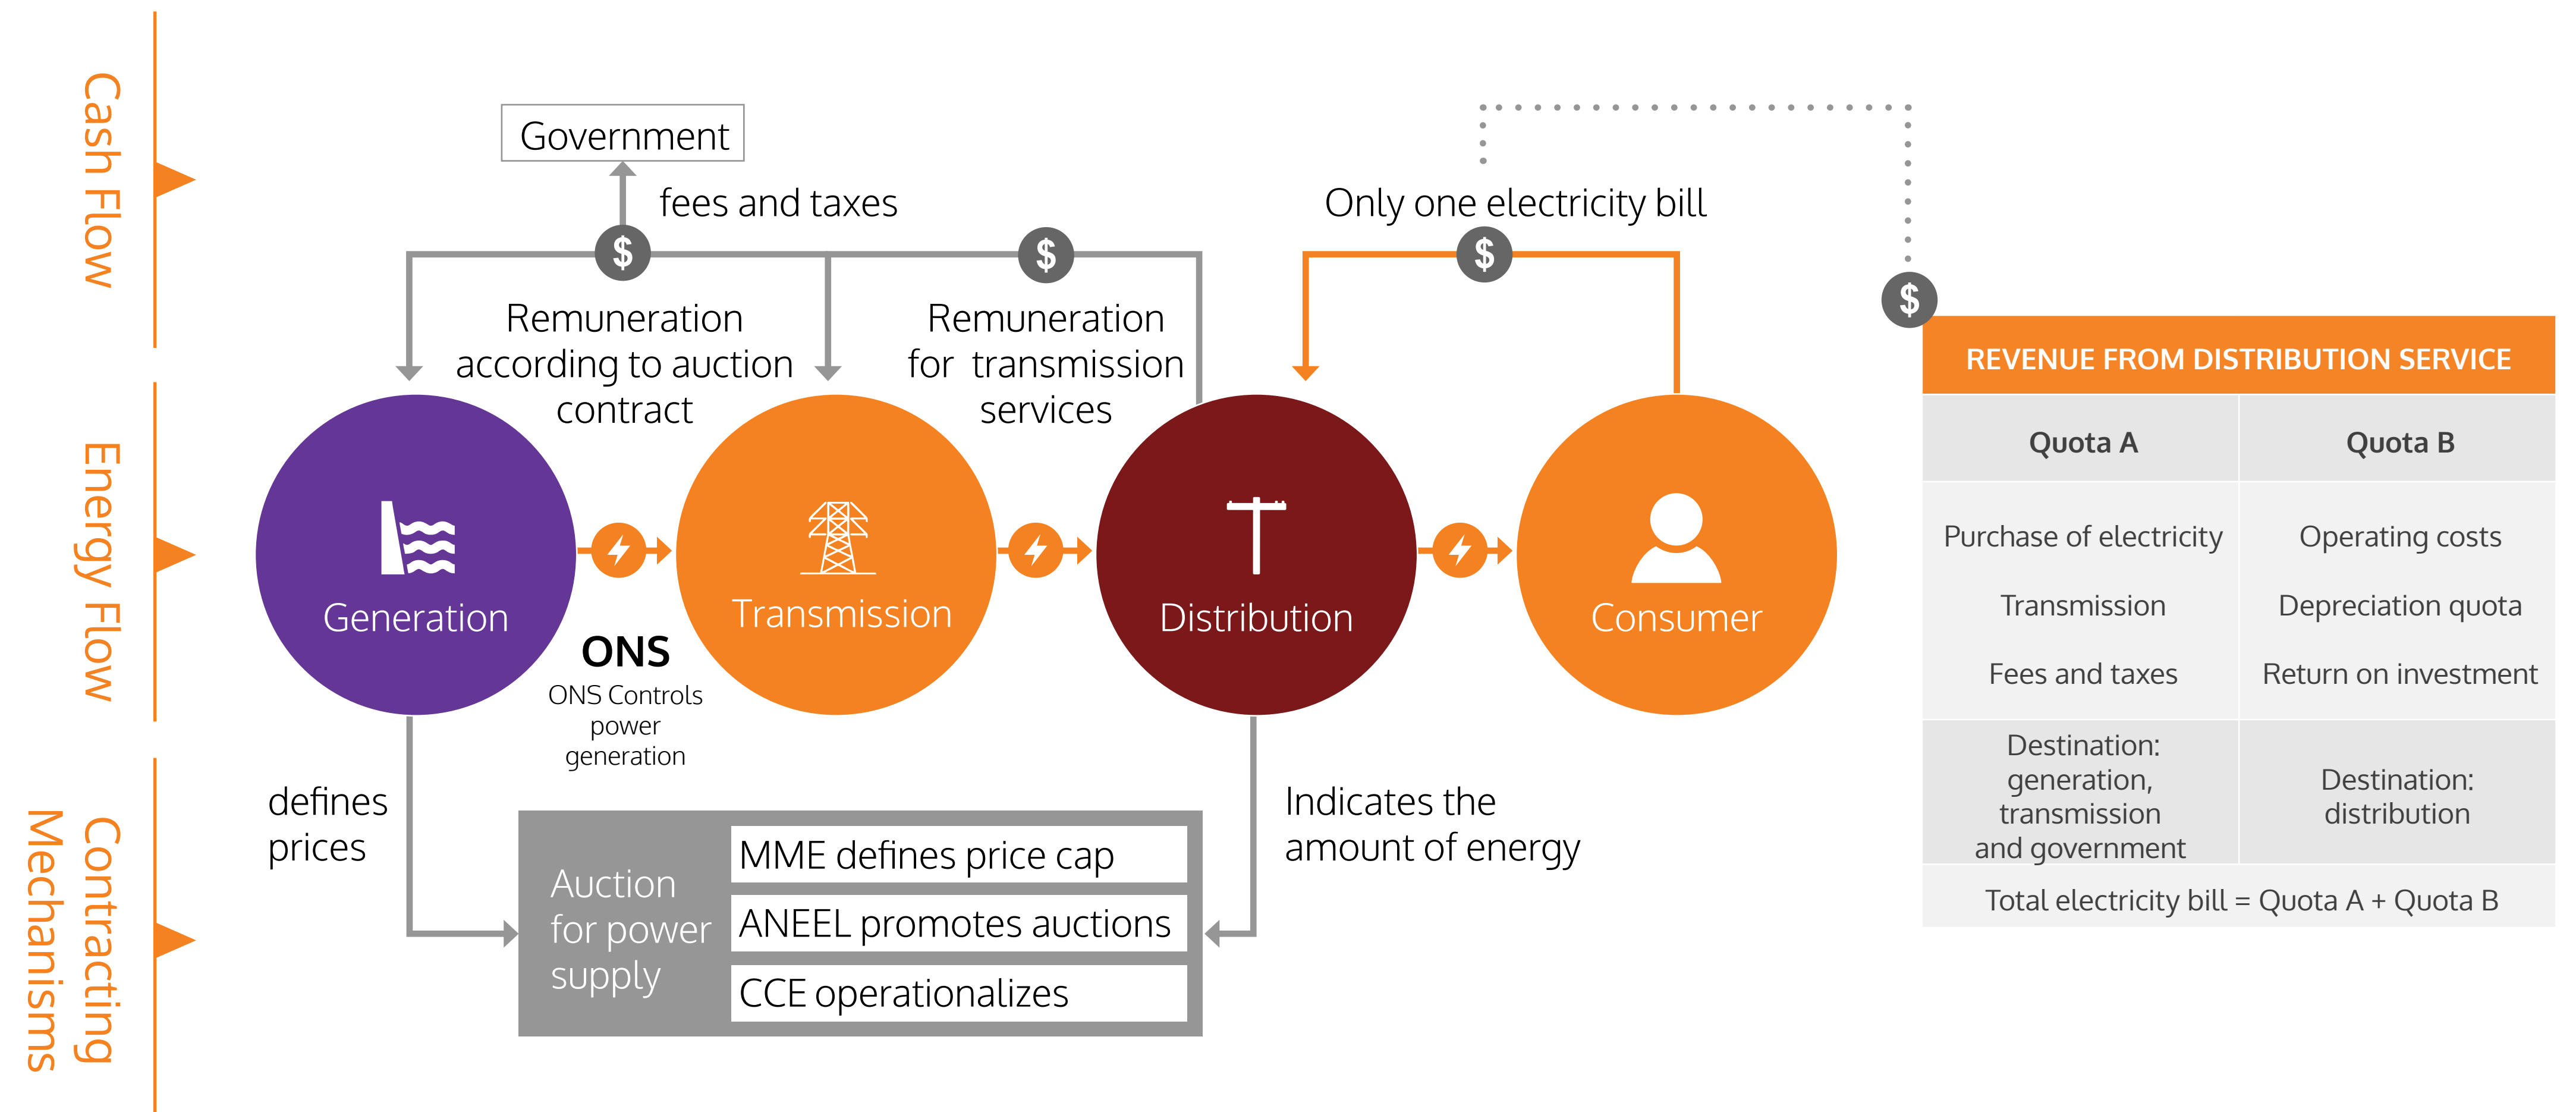 Cash Flow
Energy Flow
Contracting
Mechanisms
Government
fees and taxes
$
$
Remuneration
according to auction
contract
Remuneration
for transmission
services
Only one electricity bill
$
Generation
Transmission
Distribution
Consumer
ONS
ONS Controls
power
generation
defines
prices
Auction
for power
supply
MME defines price cap
ANEEL promotes auctions
CCE operationalizes
Indicates the
amount of energy
$
REVENUE FROM DISTRIBUTION SERVICE
Quota A
Quota B
Purchase of electricity
Operating costs
Transmission
Depreciation quota
Fees and taxes
Return on investment
Destination:
generation,
transmission
and government
Destination:
distribution
Total electricity bill = Quota A + Quota B